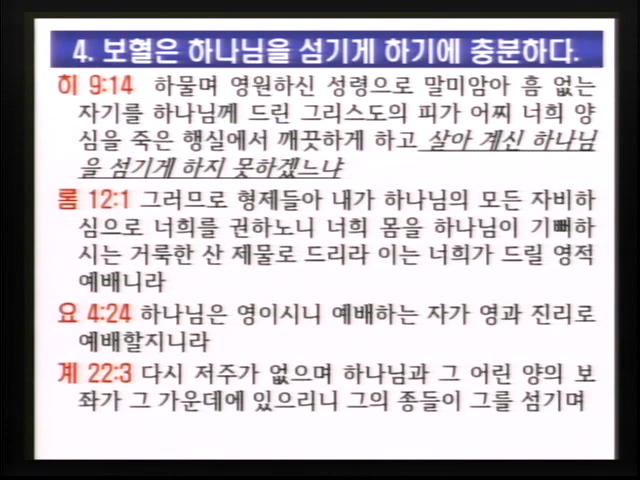 4. 보혈은 하나님을 섬기게 하기에 충분하다.
히 9:14 하물며 영원하신 성령으로 말미암아 흠 없는
자기를 하나님께 드린 그리스도의 피가 어찌 너희 양
심을 죽은 행실에서 깨끗하게 하고 살아 계신 하나님
을 섬기게 하지 못하겠느냐
롬 12:1 그러므로 형제들아 내가 하나님의 모든 자비하
심으로 너희를 권하노니 너희 몸을 하나님이 기뻐하
시는 거룩한 산 제물로 드리라 이는 너희가 드릴 영적
예배니라
요 4:24 하나님은 영이시니 예배하는 자가 영과 진리로
예배할지니라
계 22:3 다시 저주가 없으며 하나님과 그 어린 양의 보
좌가 그 가운데에 있으리니 그의 종들이 그를 섬기며